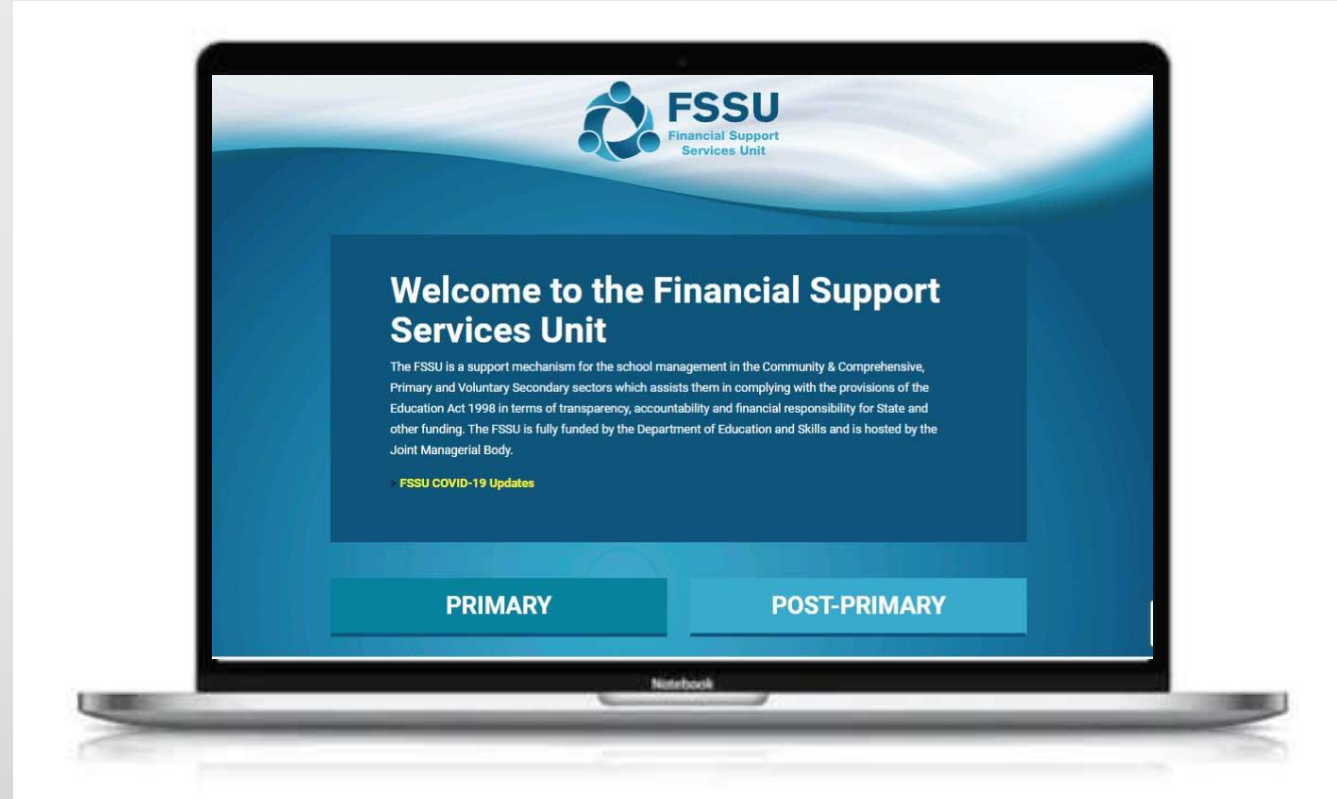 FSSU
Financial Support
Services Unit
Welcome to the Financial Support
Services Unit
The FSSU is a support mechanism for the school management in the Community & Comprehensive,
Primary and Voluntary Secondary sectors which assists them in complying with the provisions of the
Education Act 1998 in terms of transparency, accountability and financial responsibility for State and
other funding. The FSSU is fully funded by the Department of Education and Skills and is hosted by the
Joint Managerial Body.
> FSSU COVID-19 Updates
PRIMARY POST-PRIMARY
Notebook